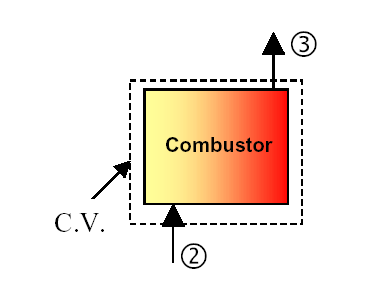 ③
Combustor
C.V.
②